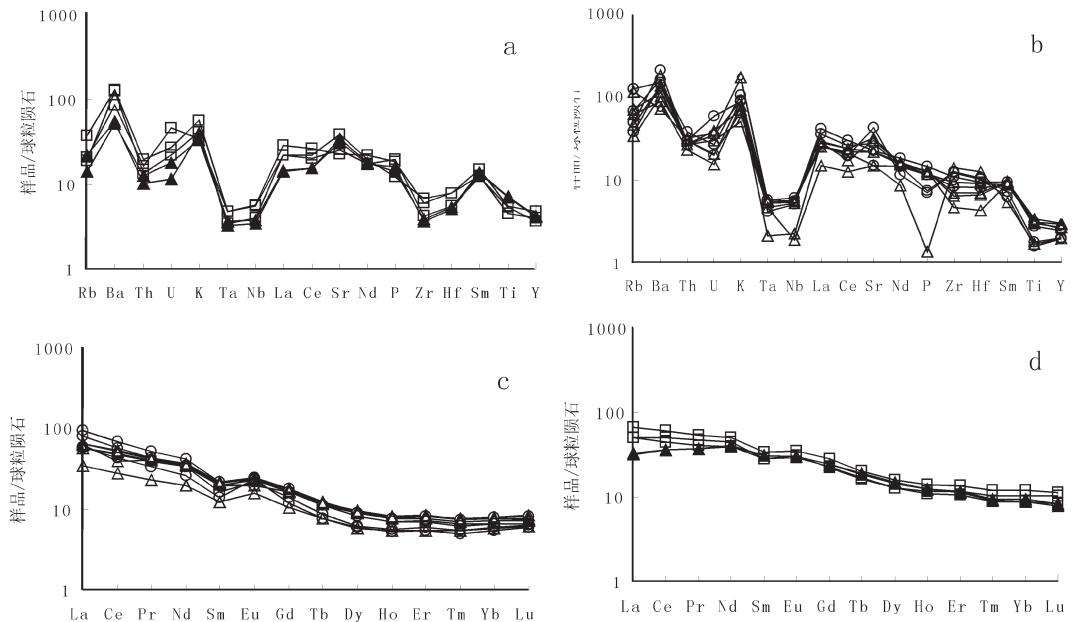 1000
100
10
1
样品/球粒陨石
a
Rb Ba Th U K Ta Nb La Ce Sr Nd P Zr Hf Sm Ti Y
1000
100
10
1
b
Rb Ba Th U K Ta Nb La Ce Sr Nd P Zr Hf Sm Ti Y
1000
100
10
1
样品/球粒陨石
c
La Ce Pr Nd Sm Eu Gd Tb Dy Ho Er Tm Yb Lu
1000
100
10
1
样品/球粒陨石
d
La Ce Pr Nd Sm Eu Gd Tb Dy Ho Er Tm Yb Lu